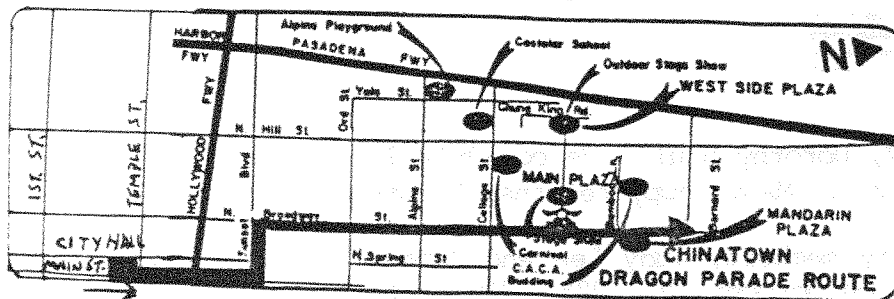 Alpine Playground
Castelar School
HARBOR
FWY
PASADENA
FWY
Outdoor Stage Show
WEST SIDE PLAZA
N
Yale St.
Chung King Rd.
Ord St
N. Hill St.
FWY
HOLLYWOOD
1ST. ST.
TEMPLE ST.
Blvd
Sunset
Alpine St
College St
Bamboo Ln.
Bernard St.
MAIN PLAZA
N. Broadway St.
Stage Show
MANDARIN
PLAZA
CITY HALL
MAIN ST.
N. Spring St
Carnival
C.A.C.A.
Building
CHINATOWN
DRAGON PARADE ROUTE